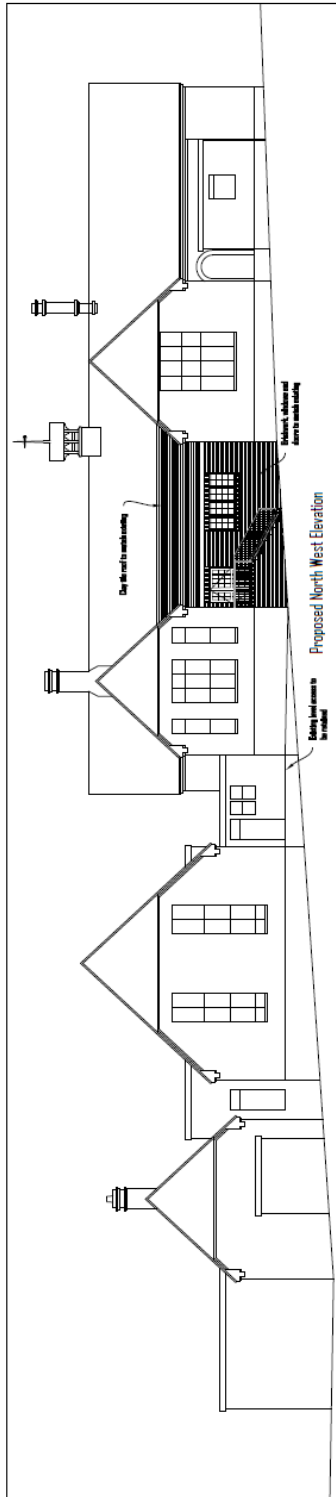 Clay tile roof to match existing
Brickwork, windows and
doors to match existing
Existing level access to
be retained
Proposed North West Elevation